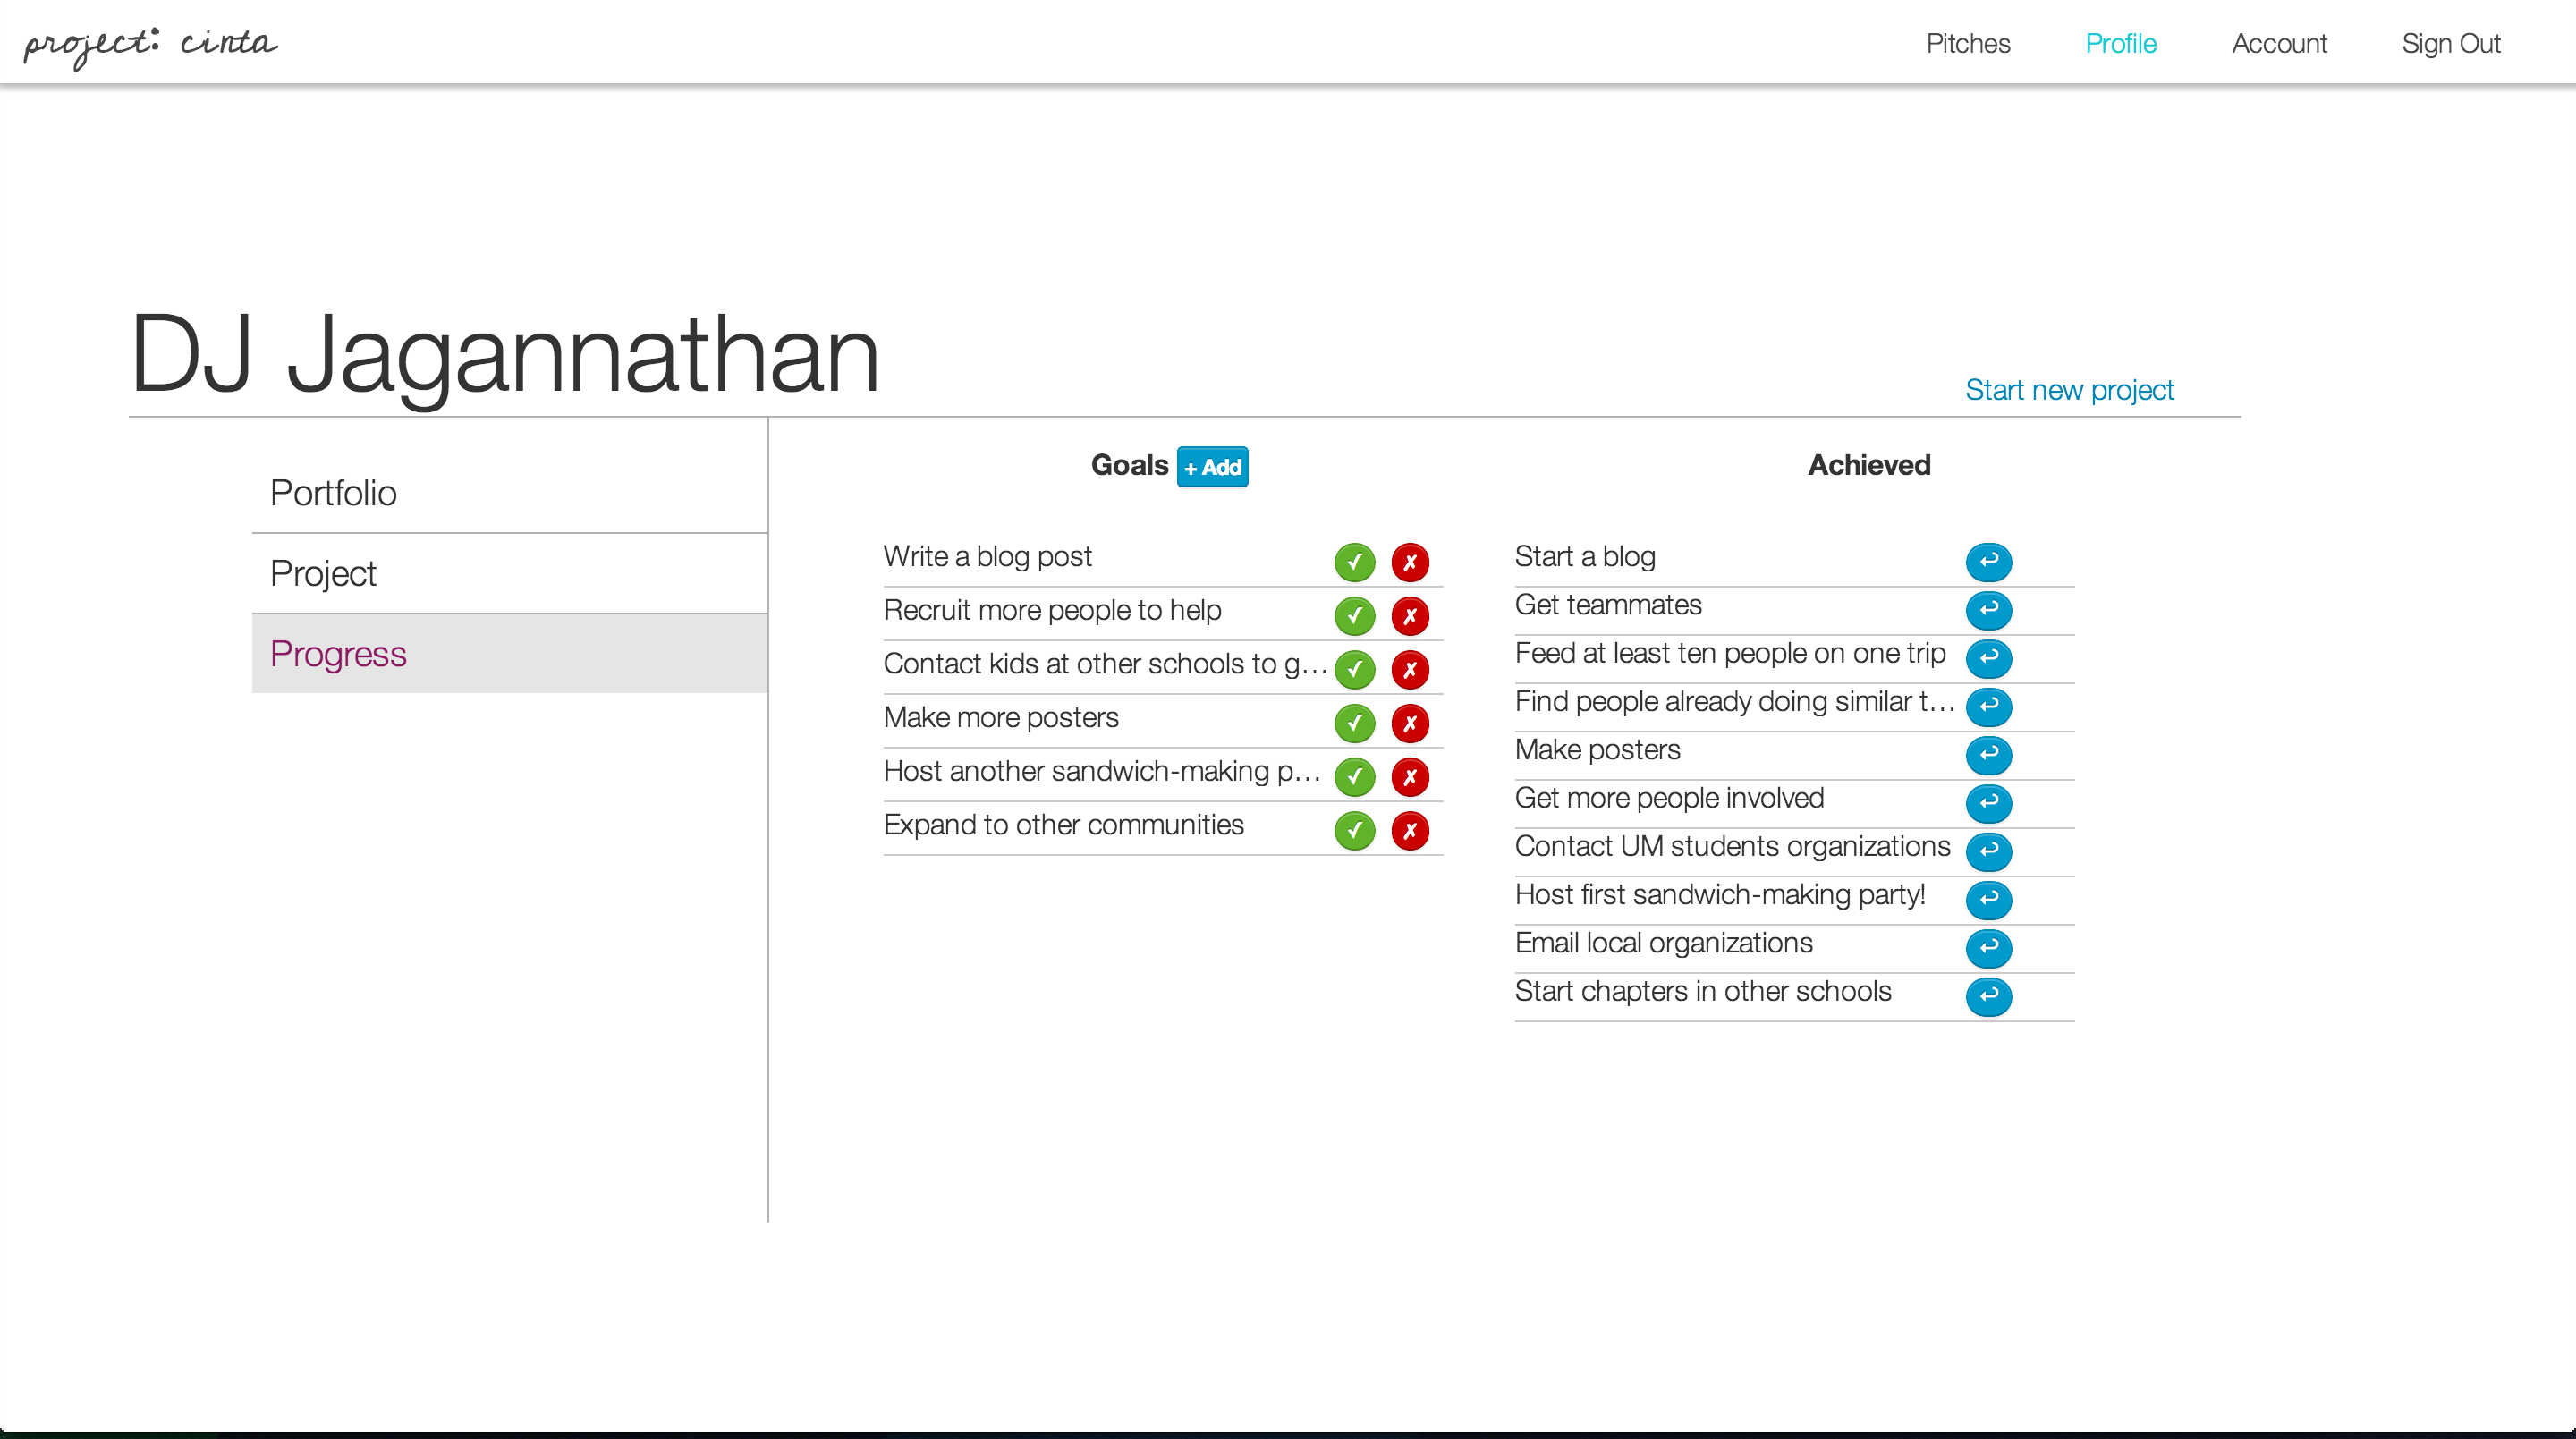 project: cinta
Pitches
Profile
Account
Sign Out
DJ Jagannathan
Start new project
Portfolio
Project
Progress
Goals + Add
Write a blog post
Recruit more people to help
Contact kids at other schools to g...
Make more posters
Host another sandwich-making p...
Expand to other communities
Achieved
Start a blog
Get teammates
Feed at least ten people on one trip
Find people already doing similar t...
Make posters
Get more people involved
Contact UM students organizations
Host first sandwich-making party!
Email local organizations
Start chapters in other schools